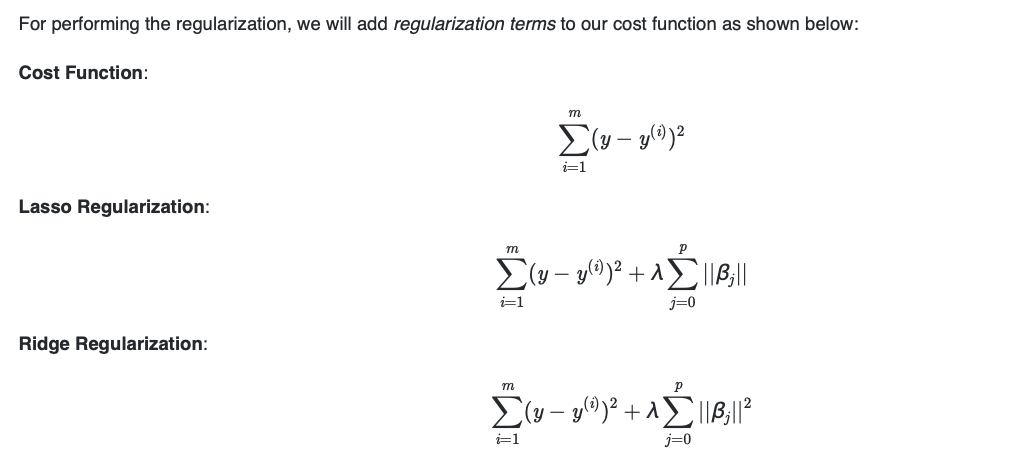 For performing the regularization, we will add regularization terms to our cost function as shown below:
Cost Function:
\sum_{i=1}^{m}(y - y^{(i)})^2
Lasso Regularization:
\sum_{i=1}^{m}(y - y^{(i)})^2 + \lambda \sum_{j=0}^{p} ||\beta_j||
Ridge Regularization:
\sum_{i=1}^{m}(y - y^{(i)})^2 + \lambda \sum_{j=0}^{p} ||\beta_j||^2